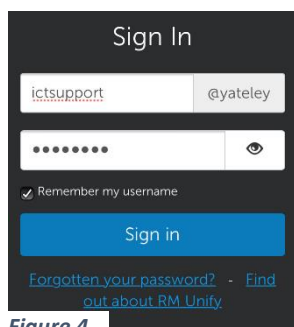 Sign In
ictsupport @yateley
Remember my username
Sign in
Forgotten your password? - Find
out about RM Unify
Figure 4